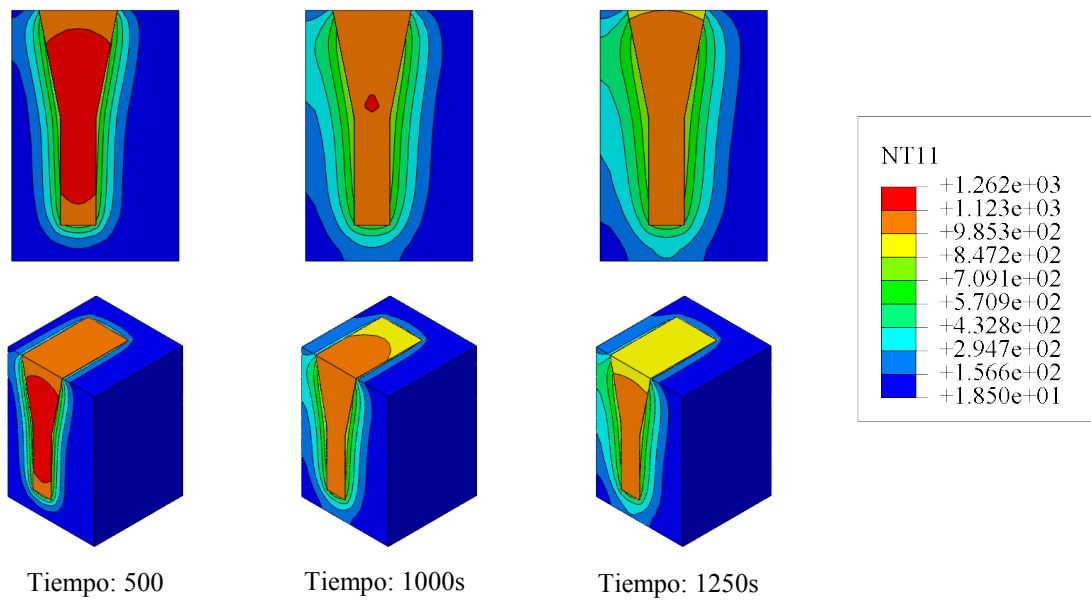 NT11
+1.262e+03
+1.123e+03
+9.853e+02
+8.472e+02
+7.091e+02
+5.709e+02
+4.328e+02
+2.947e+02
+1.566e+02
+1.850e+01
Tiempo: 500
Tiempo: 1000s
Tiempo: 1250s